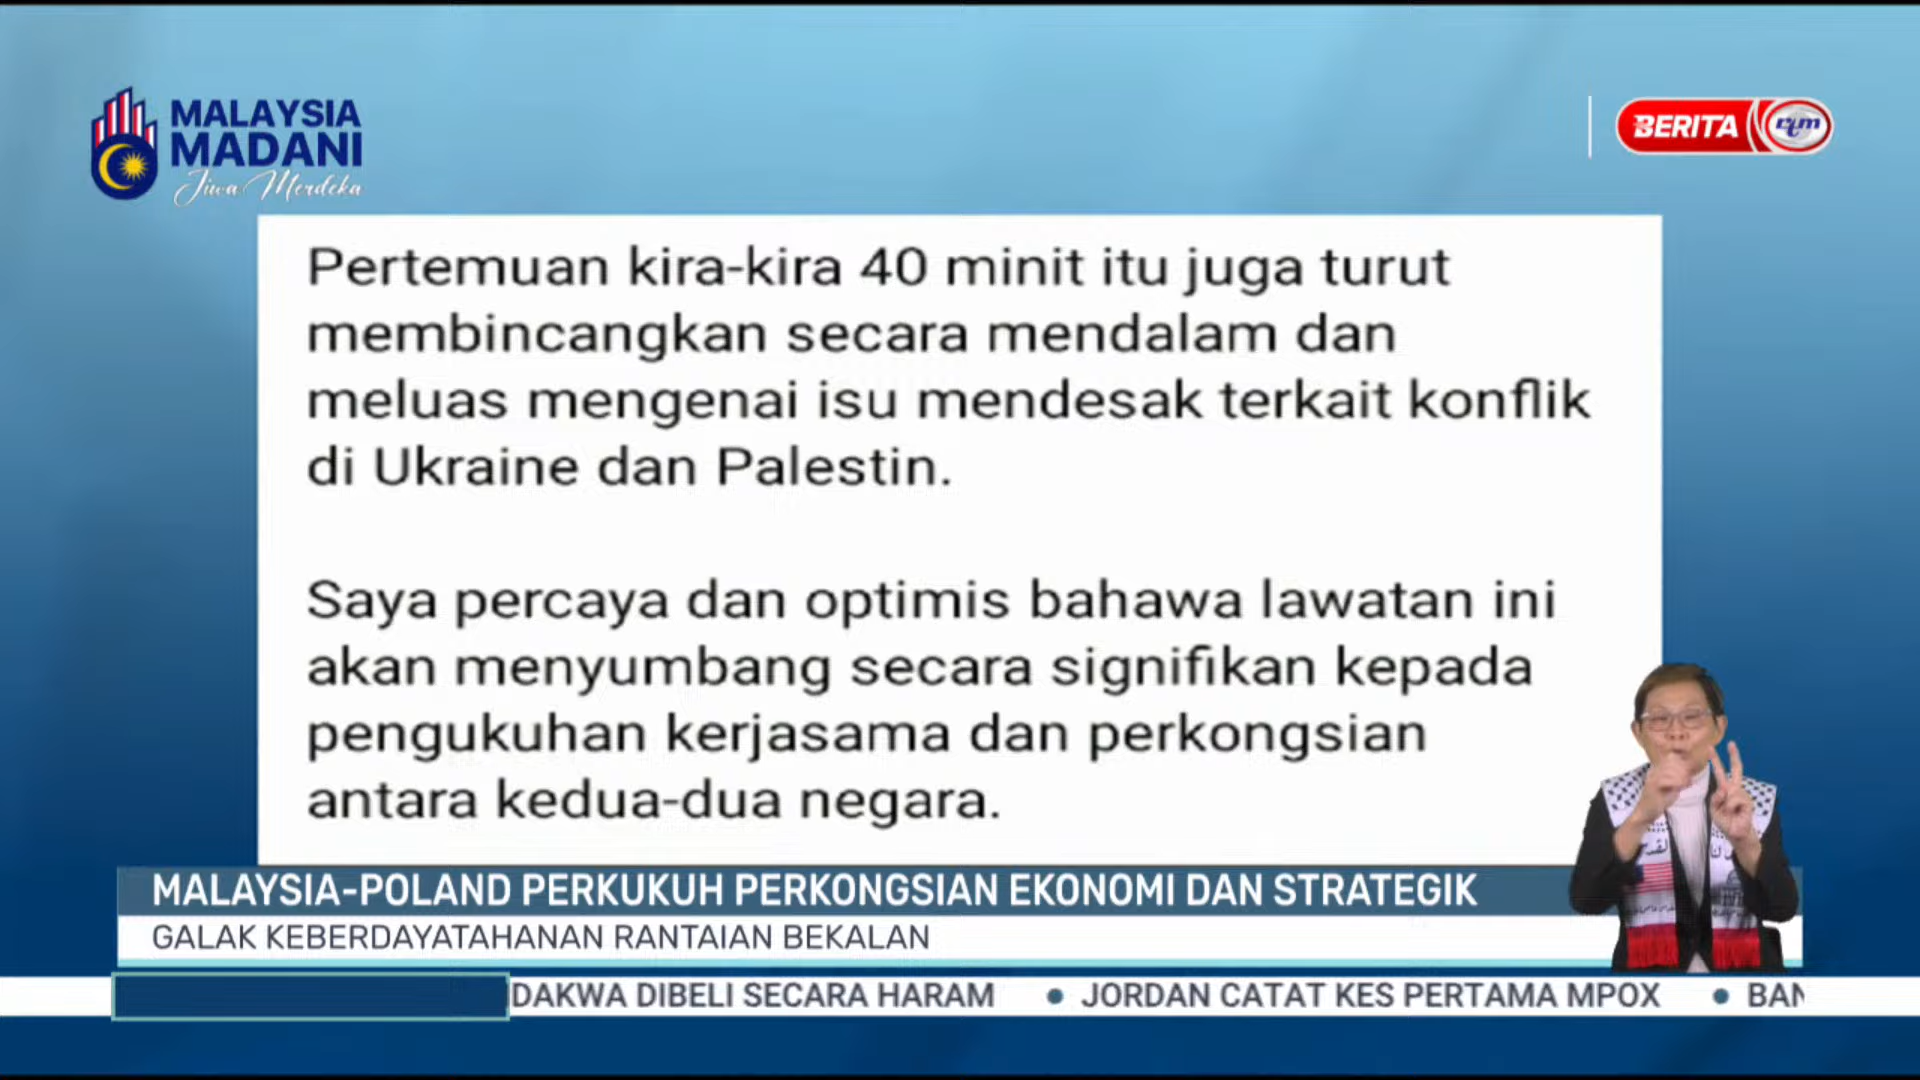 MALAYSIA
MADANI
Jiwa Merdeka
BERITA rtm
Pertemuan kira-kira 40 minit itu juga turut
membincangkan secara mendalam dan
meluas mengenai isu mendesak terkait konflik
di Ukraine dan Palestin.
Saya percaya dan optimis bahawa lawatan ini
akan menyumbang secara signifikan kepada
pengukuhan kerjasama dan perkongsian
antara kedua-dua negara.
MALAYSIA-POLAND PERKUKUH PERKONGSIAN EKONOMI DAN STRATEGIK
GALAK KEBERDAYATAHANAN RANTAIAN BEKALAN
DAKWA DIBELI SECARA HARAM • JORDAN CATAT KES PERTAMA MPOX •